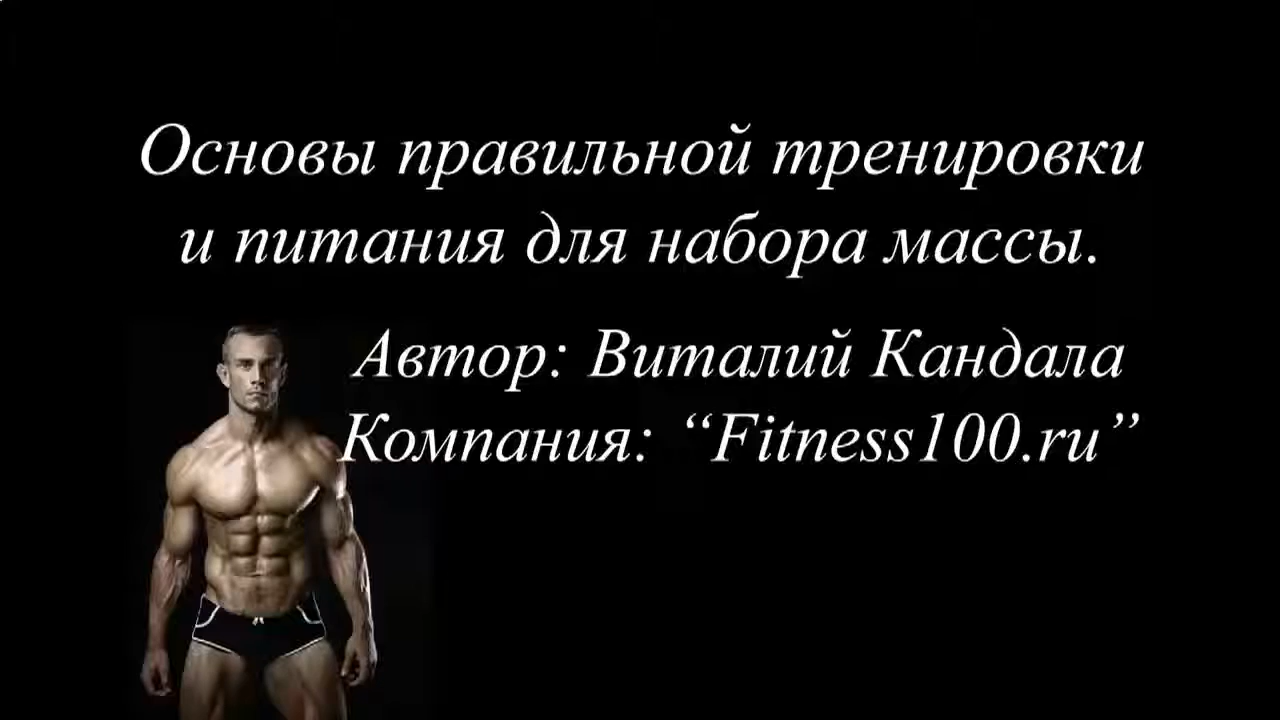 Основы правильной тренировки
и питания для набора массы.
Автор: Виталий Кандала
Компания: “Fitness100.ru”